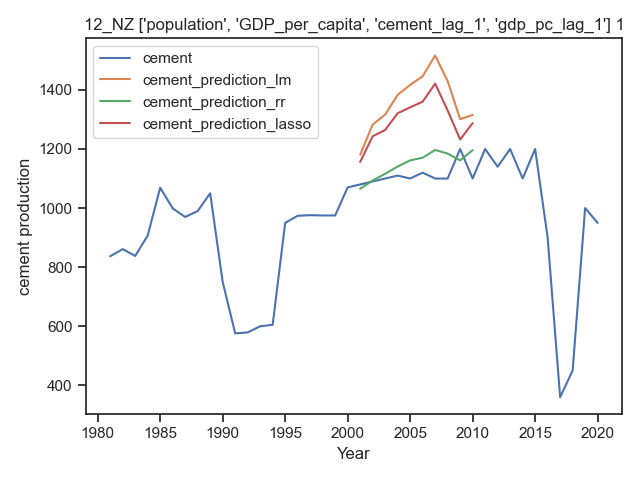 12_NZ ['population', 'GDP_per_capita', 'cement_lag_1', 'gdp_pc_lag_1'] 1
cement
cement_prediction_lm
cement_prediction_rr
cement_prediction_lasso
1400
1200
1000
800
600
400
cement production
1980 1985 1990 1995 2000 2005 2010 2015 2020
Year